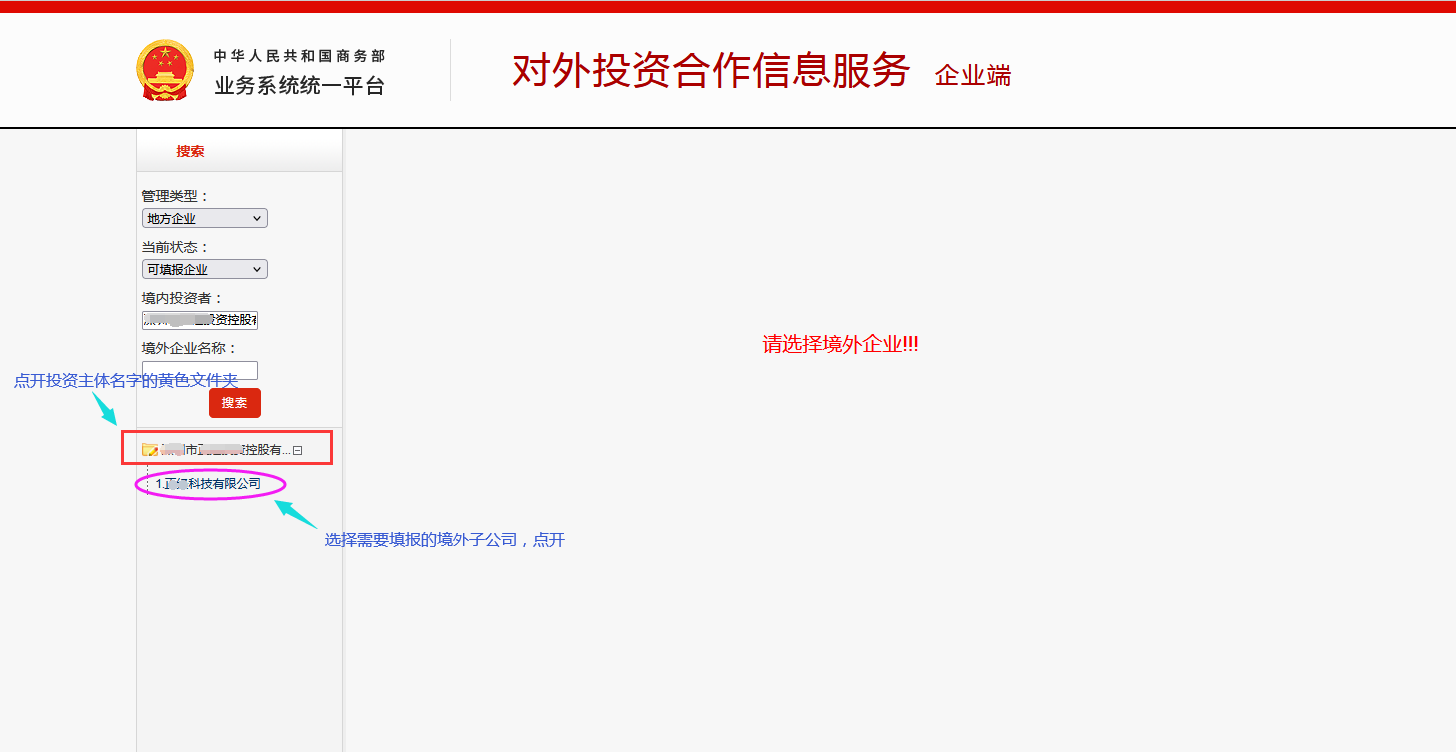 中华人民共和国商务部
业务系统统一平台
对外投资合作信息服务 企业端
搜索
管理类型：
地方企业
当前状态：
可填报企业
境内投资者：
投资控股有
境外企业名称：
点开投资主体名字的黄色文件夹
搜索
市 资控股有...
请选择境外企业!!!
1. 科技有限公司
选择需要填报的境外子公司，点开